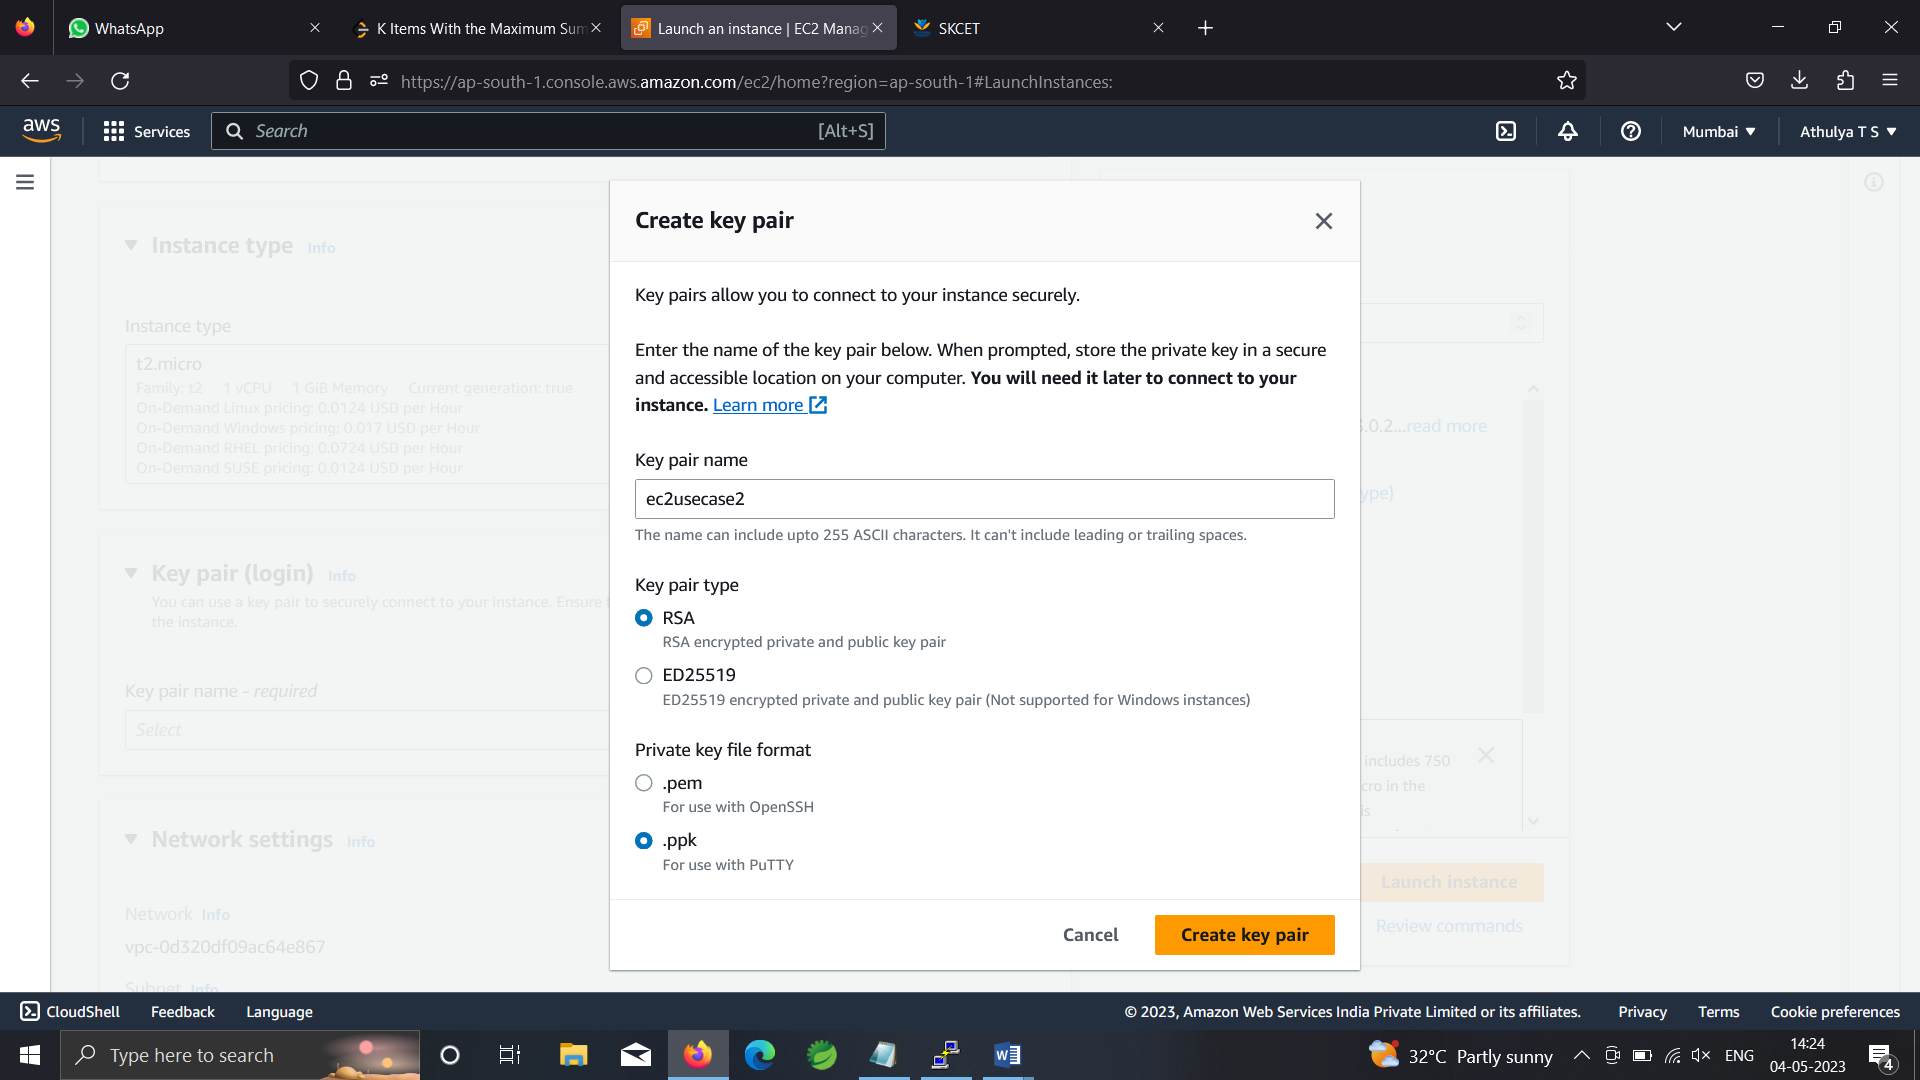 WhatsApp
K Items With the Maximum Sum
Launch an instance | EC2 Manag
SKCET
https://ap-south-1.console.aws.amazon.com/ec2/home?region=ap-south-1#LaunchInstances:
aws
Services
Search
[Alt+S]
Mumbai
Athulya T S
Instance type
Info
Instance type
t2.micro
Family: t2 1 vCPU 1 GiB Memory Current generation: true
On-Demand Linux pricing: 0.0124 USD per Hour
On-Demand Windows pricing: 0.017 USD per Hour
On-Demand RHEL pricing: 0.0724 USD per Hour
On-Demand SUSE pricing: 0.0124 USD per Hour
Key pair (login)
Info
You can use a key pair to securely connect to your instance. Ensure
the instance.
Key pair name - required
Select
Network settings
Info
Network Info
vpc-0d320df09ac64e867
Subnet Info
Create key pair
Key pairs allow you to connect to your instance securely.
Enter the name of the key pair below. When prompted, store the private key in a secure
and accessible location on your computer. You will need it later to connect to your
instance. Learn more
Key pair name
ec2usecase2
The name can include upto 255 ASCII characters. It can't include leading or trailing spaces.
Key pair type
RSA
RSA encrypted private and public key pair
ED25519
ED25519 encrypted private and public key pair (Not supported for Windows instances)
Private key file format
.pem
For use with OpenSSH
.ppk
For use with PuTTY
Cancel
Create key pair
.0.2...read more
ype)
includes 750
cro in the
is
Launch instance
Review commands
CloudShell
Feedback
Language
© 2023, Amazon Web Services India Private Limited or its affiliates.
Privacy
Terms
Cookie preferences
Type here to search
32°C Partly sunny
ENG
14:24
04-05-2023
4